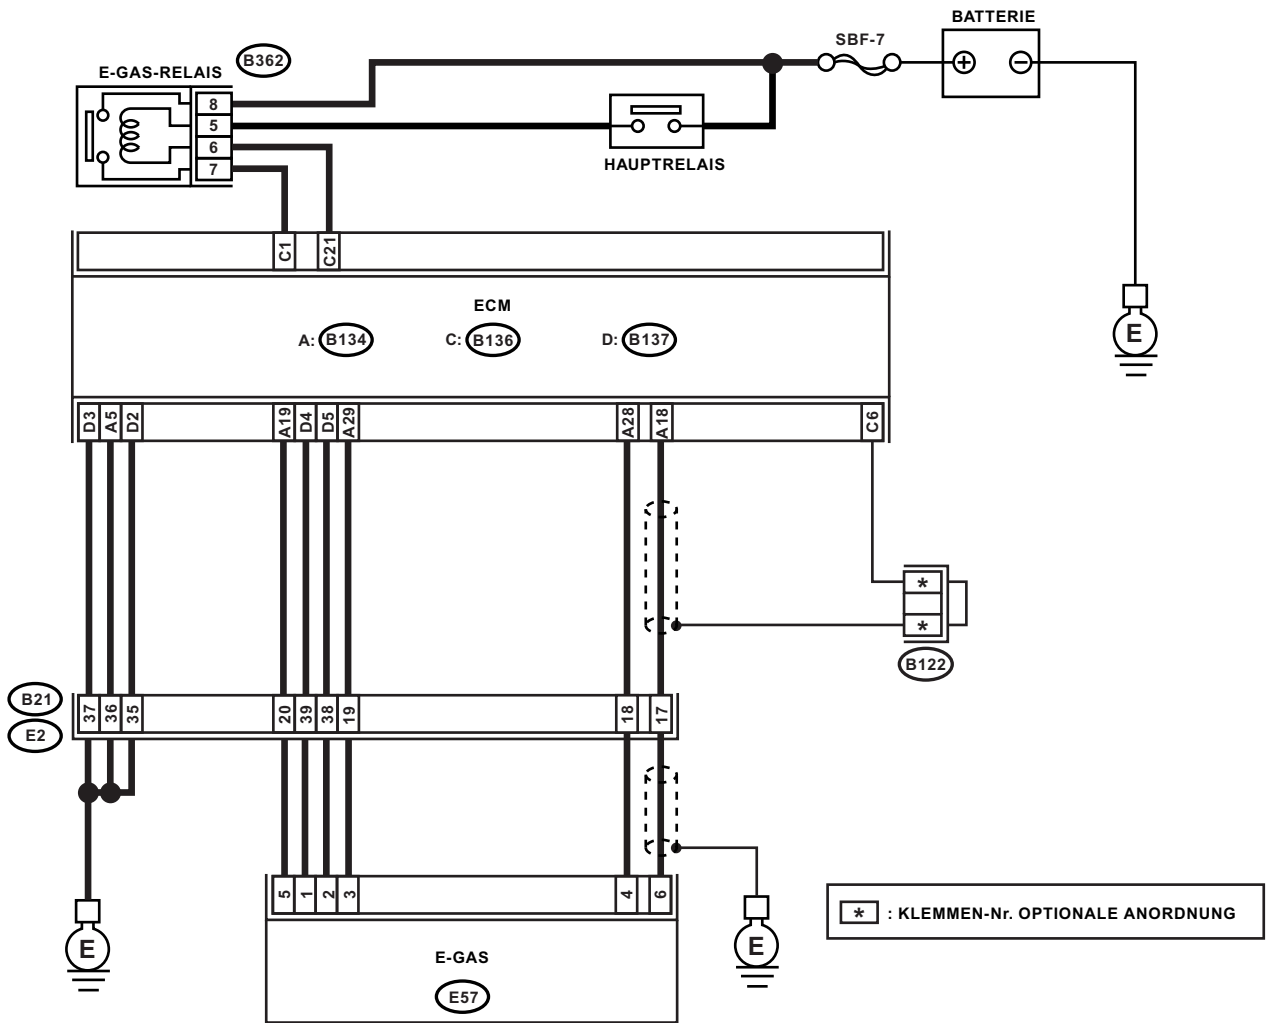 BATTERIE
SBF-7
+
−
E-GAS-RELAIS
B362
8
5
6
7
HAUPTRELAIS
C1
C21
ECM
A: B134
C: B136
D: B137
E
D3
A5
D2
A19
D4
D5
A29
A28
A18
C6
*
*
B122
B21
E2
37
36
35
20
39
38
19
18
17
5
1
2
3
4
6
E
E
E-GAS
E57
* : KLEMMEN-Nr. OPTIONALE ANORDNUNG